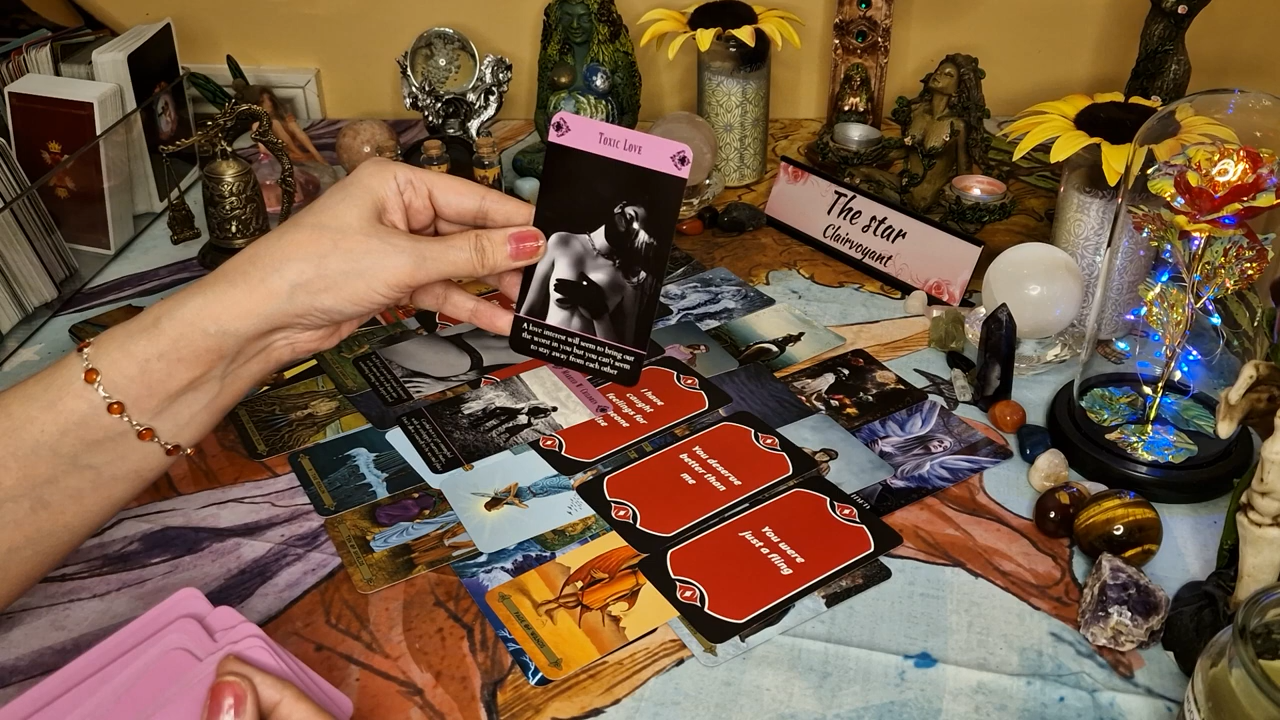 Toxic Love
A love interest will seem to bring out
the worst in you but you can't seem
to stay away from each other
The star
Clairvoyant
I have
caught
feelings for
You deserve
better than
me
You were
just a fling